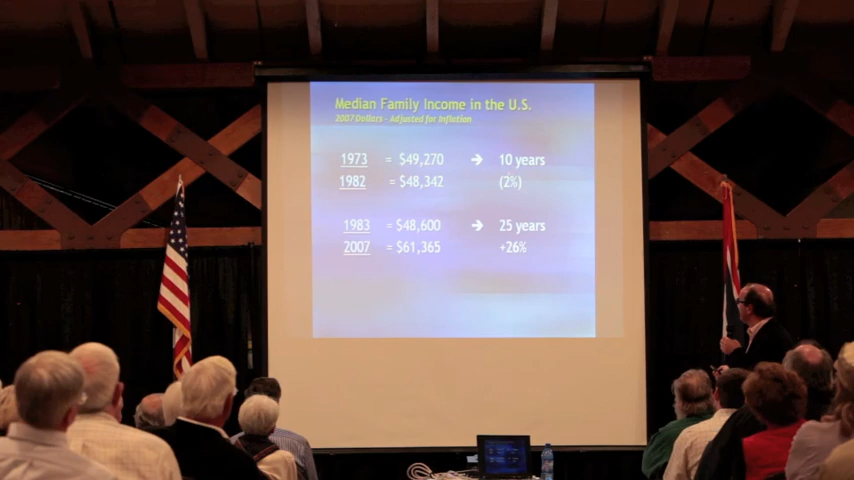 Median Family Income in the U.S.
2007 Dollars - Adjusted for Inflation
1973 = $49,270 → 10 years
1982 = $48,342 (2%)
1983 = $48,600 → 25 years
2007 = $61,365 +26%